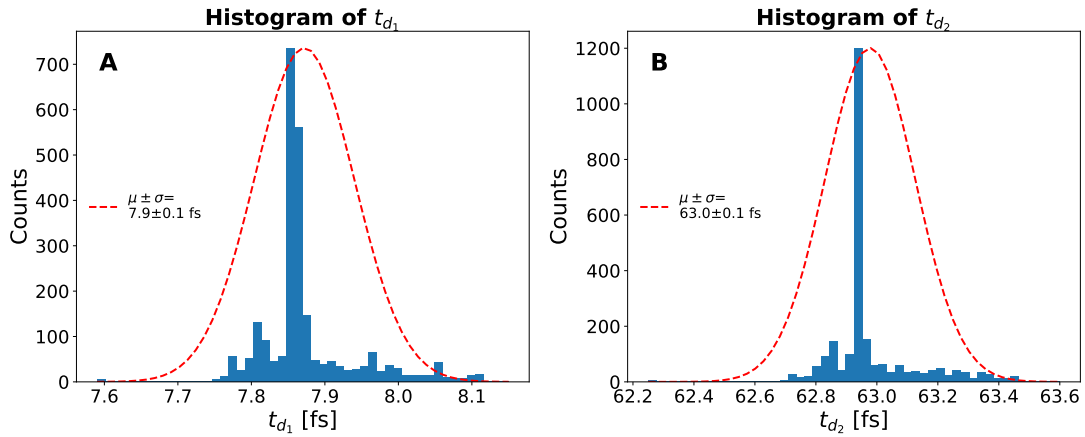 Histogram of t_{d_1}
A
Counts
700
600
500
400
300
200
100
0
μ ± σ=
7.9±0.1 fs
7.6 7.7 7.8 7.9 8.0 8.1
t_{d_1} [fs]
Histogram of t_{d_2}
B
Counts
1200
1000
800
600
400
200
0
μ ± σ=
63.0±0.1 fs
62.2 62.4 62.6 62.8 63.0 63.2 63.4 63.6
t_{d_2} [fs]